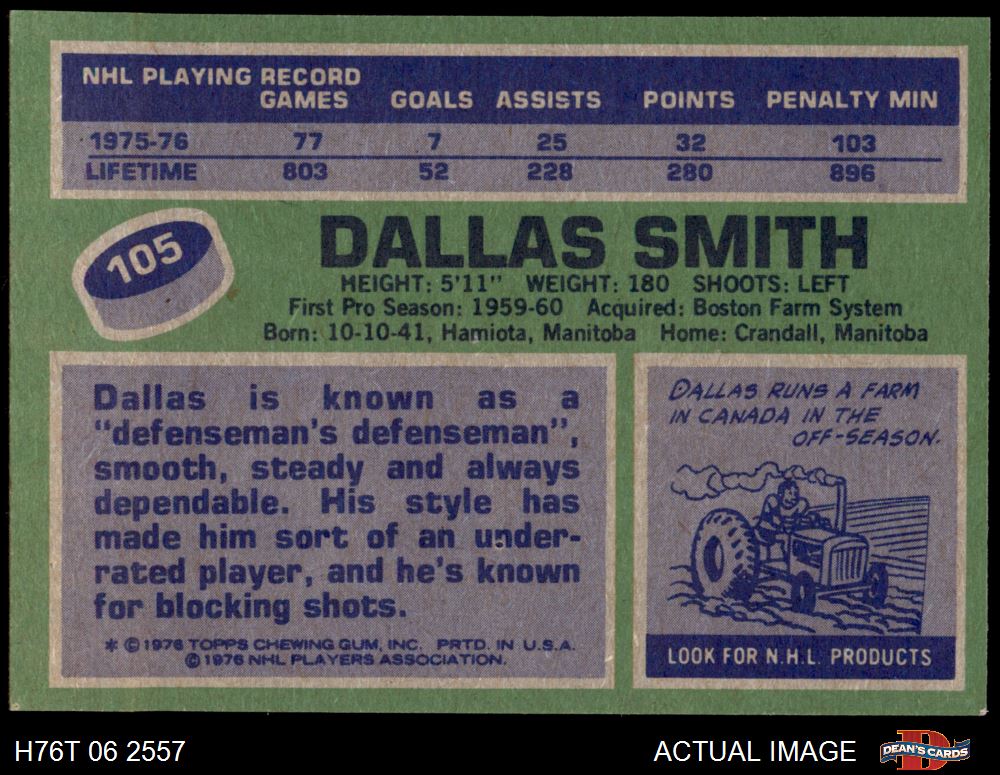 NHL PLAYING RECORD
GAMES GOALS ASSISTS POINTS PENALTY MIN
1975-76 77 7 25 32 103
LIFETIME 803 52 228 280 896
105
DALLAS SMITH
HEIGHT: 5'11" WEIGHT: 180 SHOOTS: LEFT
First Pro Season: 1959-60 Acquired: Boston Farm System
Born: 10-10-41, Hamiota, Manitoba Home: Crandall, Manitoba
Dallas is known as a
"defenseman's defenseman",
smooth, steady and always
dependable. His style has
made him sort of an under-
rated player, and he's known
for blocking shots.
* © 1976 TOPPS CHEWING GUM, INC. PRTD. IN U.S.A.
© 1976 NHL PLAYERS ASSOCIATION.
DALLAS RUNS A FARM
IN CANADA IN THE
OFF-SEASON.
LOOK FOR N.H.L. PRODUCTS
H76T 06 2557
ACTUAL IMAGE
D
DEAN'S CARDS